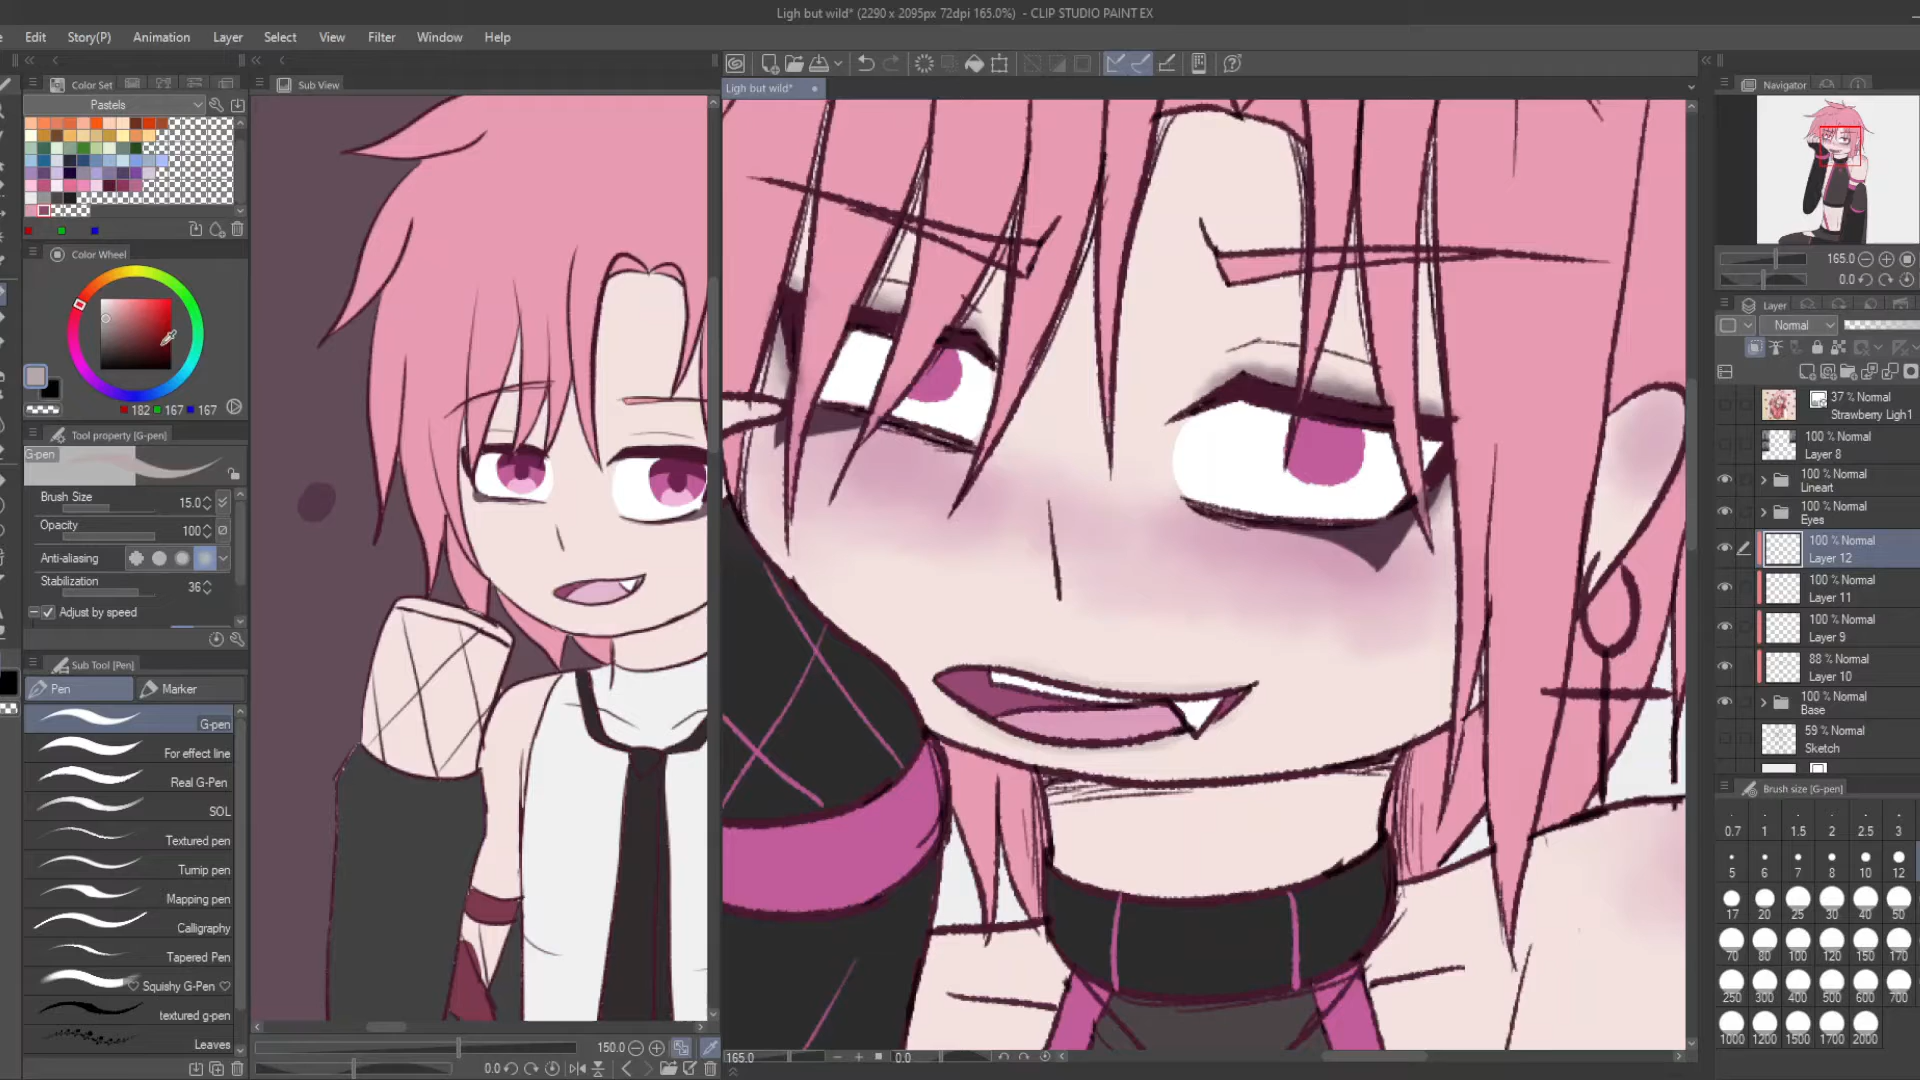 Ligh but wild* (2290 x 2095px 72dpi 165.0%) - CLIP STUDIO PAINT EX
Edit Story(P) Animation Layer Select View Filter Window Help
Color Set
Pastels
Color Wheel
182 167 167
Tool property [G-pen]
G-pen
Brush Size 15.0
Opacity 100
Anti-aliasing
Stabilization 36
Adjust by speed
Sub Tool [Pen]
Pen Marker
G-pen
For effect line
Real G-Pen
SOL
Textured pen
Turnip pen
Mapping pen
Calligraphy
Tapered Pen
♡ Squishy G-Pen ♡
textured g-pen
Leaves
Sub View
150.0
0.0
Ligh but wild*
165.0 0.0
Navigator
165.0
0.0
Layer
Normal
37 % Normal
Strawberry Ligh1
100 % Normal
Layer 8
100 % Normal
Lineart
100 % Normal
Eyes
100 % Normal
Layer 12
100 % Normal
Layer 11
100 % Normal
Layer 9
88 % Normal
Layer 10
100 % Normal
Base
59 % Normal
Sketch
Brush size [G-pen]
0.7 1 1.5 2 2.5 3
5 6 7 8 10 12
17 20 25 30 40 50
70 80 100 120 150 170
250 300 400 500 600 700
1000 1200 1500 1700 2000